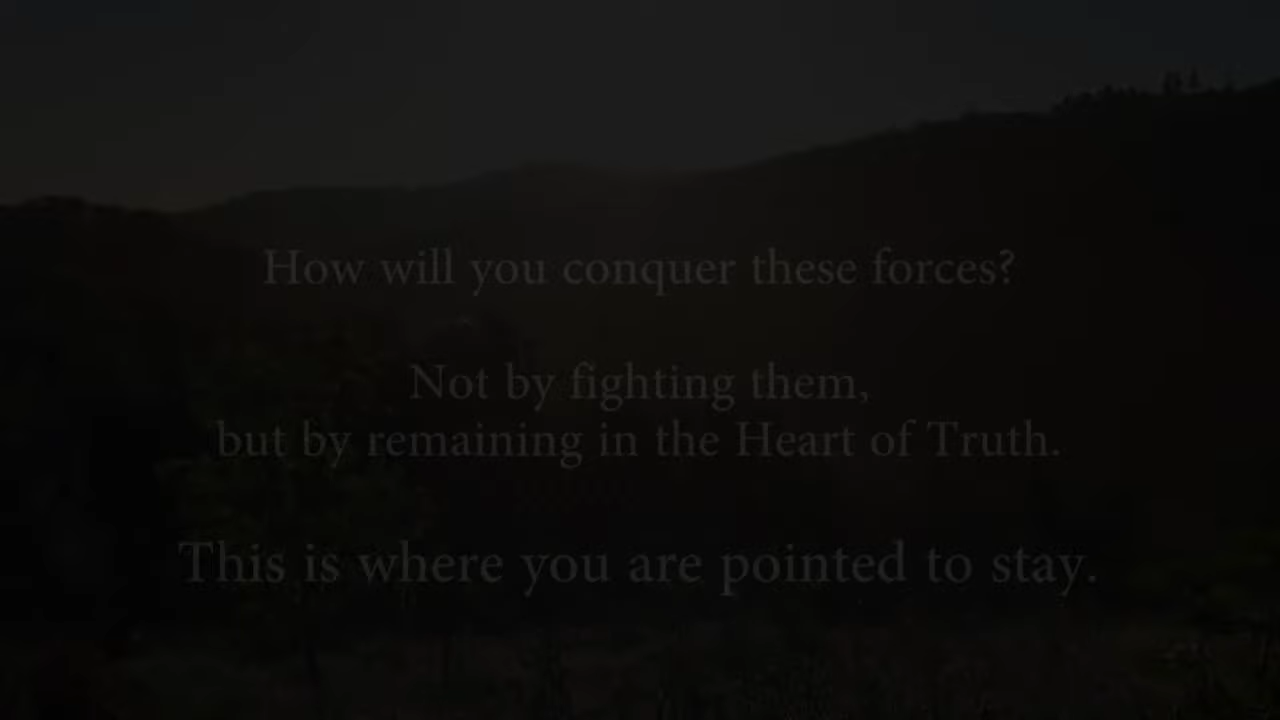 How will you conquer these forces?
Not by fighting them,
but by remaining in the Heart of Truth.
This is where you are pointed to stay.